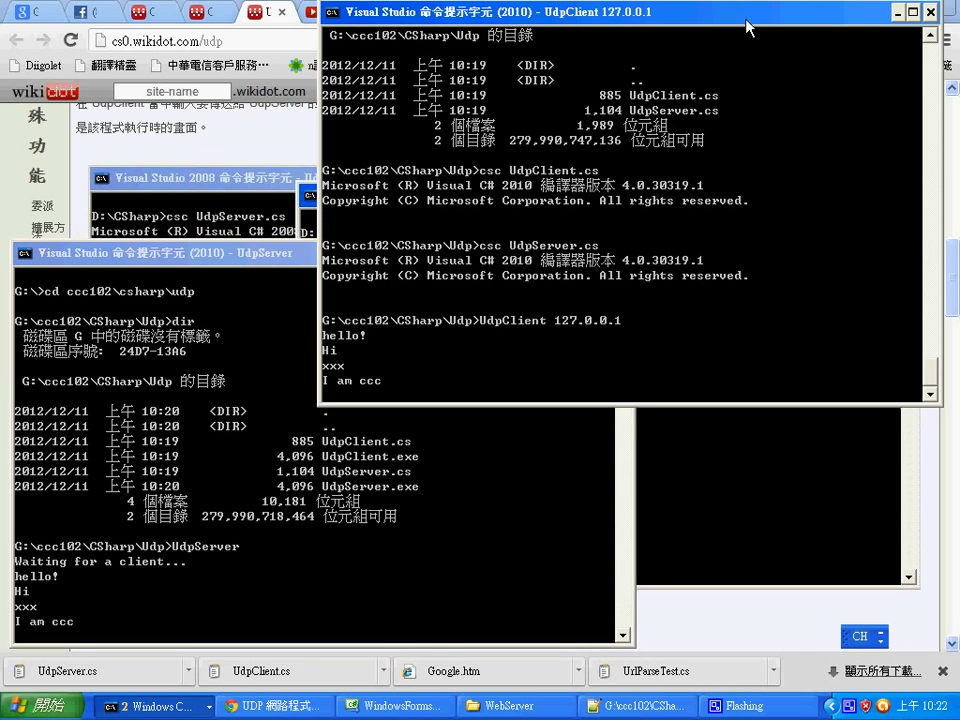 cs0.wikidot.com/udp
Diigolet
翻譯精靈
中華電信客戶服務…
wikidot
site-name
.wikidot.com
是該程式執行時的畫面。
殊
功
能
委派
擴展方
Visual Studio 2008 命令提示字元 - Ud
D:\CSharp>csc UdpServer.cs
Microsoft (R) Visual C# 200
Visual Studio 命令提示字元 (2010) - UdpClient 127.0.0.1
G:\ccc102\CSharp\Udp 的目錄
2012/12/11 上午 10:19 <DIR> .
2012/12/11 上午 10:19 <DIR> ..
2012/12/11 上午 10:19 885 UdpClient.cs
2012/12/11 上午 10:19 1,104 UdpServer.cs
2 個檔案 1,989 位元組
2 個目錄 279,990,747,136 位元組可用
G:\ccc102\CSharp\Udp>csc UdpClient.cs
Microsoft (R) Visual C# 2010 編譯器版本 4.0.30319.1
Copyright (C) Microsoft Corporation. All rights reserved.
G:\ccc102\CSharp\Udp>csc UdpServer.cs
Microsoft (R) Visual C# 2010 編譯器版本 4.0.30319.1
Copyright (C) Microsoft Corporation. All rights reserved.
G:\ccc102\CSharp\Udp>UdpClient 127.0.0.1
hello!
Hi
xxx
I am ccc
Visual Studio 命令提示字元 (2010) - UdpServer
G:\>cd ccc102\csharp\udp
G:\ccc102\CSharp\Udp>dir
磁碟區 G 中的磁碟沒有標籤。
磁碟區序號: 24D7-13A6
G:\ccc102\CSharp\Udp 的目錄
2012/12/11 上午 10:20 <DIR> .
2012/12/11 上午 10:20 <DIR> ..
2012/12/11 上午 10:19 885 UdpClient.cs
2012/12/11 上午 10:19 4,096 UdpClient.exe
2012/12/11 上午 10:19 1,104 UdpServer.cs
2012/12/11 上午 10:20 4,096 UdpServer.exe
4 個檔案 10,181 位元組
2 個目錄 279,990,718,464 位元組可用
G:\ccc102\CSharp\Udp>UdpServer
Waiting for a client...
hello!
Hi
xxx
I am ccc
CH
UdpServer.cs
UdpClient.cs
Google.htm
UrlParseTest.cs
顯示所有下載...
開始
2 Windows C...
UDP 網路程式...
WindowsForms...
WebServer
G:\ccc102\CSha...
Flashing
上午 10:22